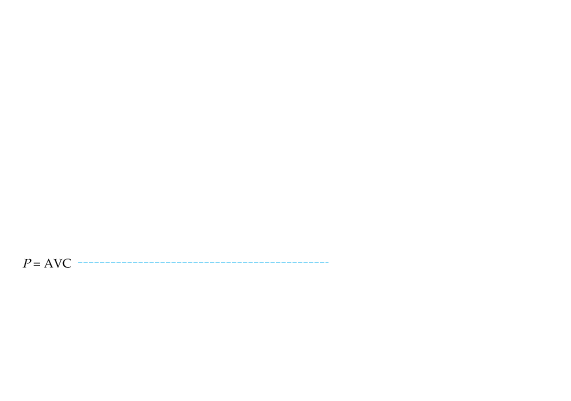 P = AVC